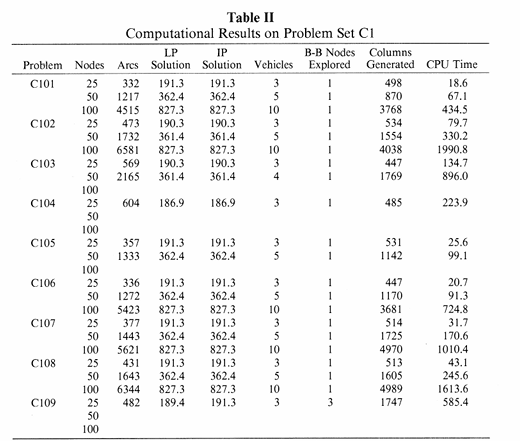 Table II
Computational Results on Problem Set C1
LP IP B-B Nodes Columns
Problem Nodes Arcs Solution Solution Vehicles Explored Generated CPU Time
C101 25 332 191.3 191.3 3 1 498 18.6
50 1217 362.4 362.4 5 1 870 67.1
100 4515 827.3 827.3 10 1 3768 434.5
C102 25 473 190.3 190.3 3 1 534 79.7
50 1732 361.4 361.4 5 1 1554 330.2
100 6581 827.3 827.3 10 1 4038 1990.8
C103 25 569 190.3 190.3 3 1 447 134.7
50 2165 361.4 361.4 4 1 1769 896.0
100
C104 25 604 186.9 186.9 3 1 485 223.9
50
100
C105 25 357 191.3 191.3 3 1 531 25.6
50 1333 362.4 362.4 5 1 1142 99.1
100
C106 25 336 191.3 191.3 3 1 447 20.7
50 1272 362.4 362.4 5 1 1170 91.3
100 5423 827.3 827.3 10 1 3681 724.8
C107 25 377 191.3 191.3 3 1 514 31.7
50 1443 362.4 362.4 5 1 1725 170.6
100 5621 827.3 827.3 10 1 4970 1010.4
C108 25 431 191.3 191.3 3 1 513 43.1
50 1643 362.4 362.4 5 1 1605 245.6
100 6344 827.3 827.3 10 1 4989 1613.6
C109 25 482 189.4 191.3 3 3 1747 585.4
50
100